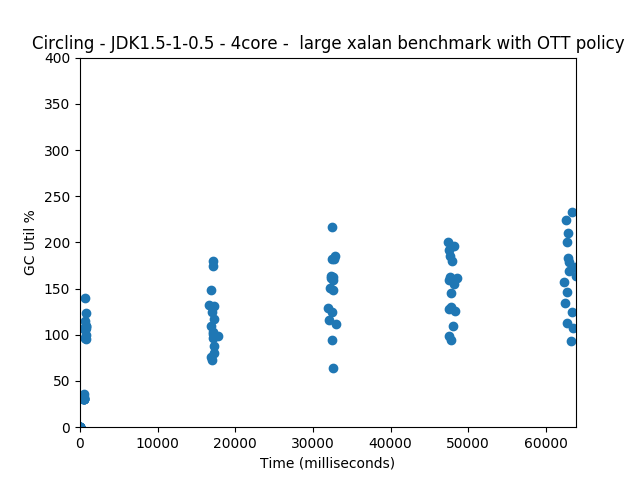 Circling - JDK1.5-1-0.5 - 4core -  large xalan benchmark with OTT policy
400
350
300
250
200
150
100
50
0
GC Util %
0 10000 20000 30000 40000 50000 60000
Time (milliseconds)